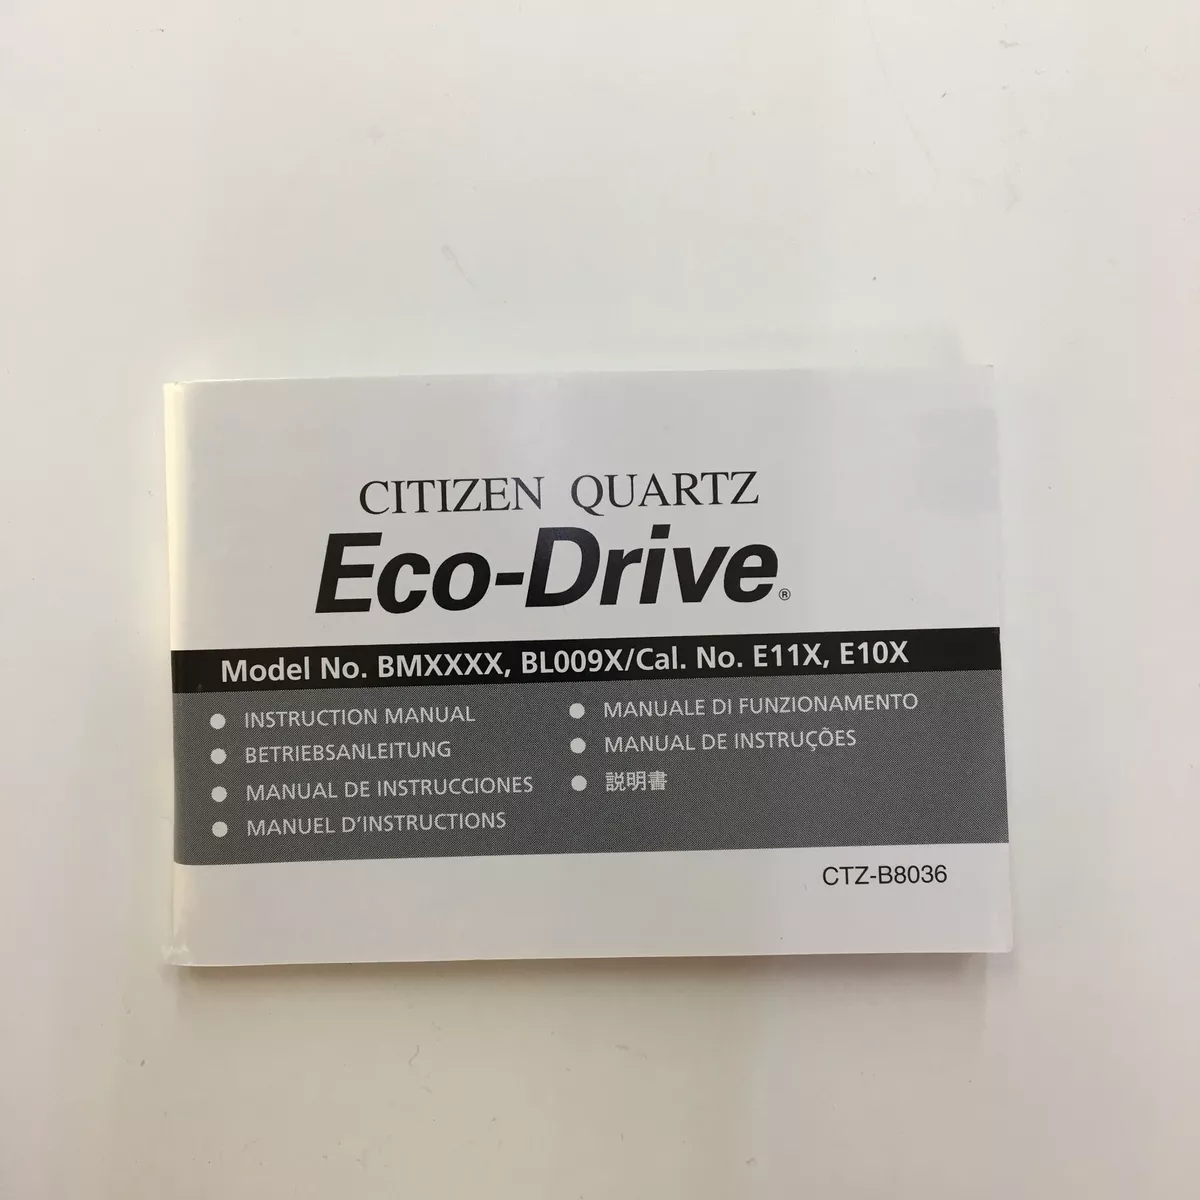 CITIZEN QUARTZ
Eco-Drive®
Model No. BMXXXX, BL009X/Cal. No. E11X, E10X
● INSTRUCTION MANUAL
● BETRIEBSANLEITUNG
● MANUAL DE INSTRUCCIONES
● MANUEL D'INSTRUCTIONS
● MANUALE DI FUNZIONAMENTO
● MANUAL DE INSTRUÇÕES
● 説明書
CTZ-B8036